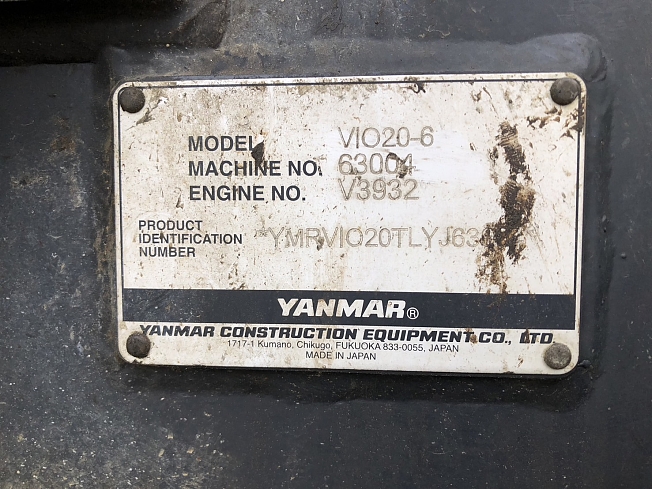 MODEL VIO20-6
MACHINE NO. 63004
ENGINE NO. V3932
PRODUCT
IDENTIFICATION
NUMBER
YANMAR®
YANMAR CONSTRUCTION EQUIPMENT CO., LTD.
1717-1 Kumano, Chikugo, FUKUOKA 833-0055, JAPAN
MADE IN JAPAN